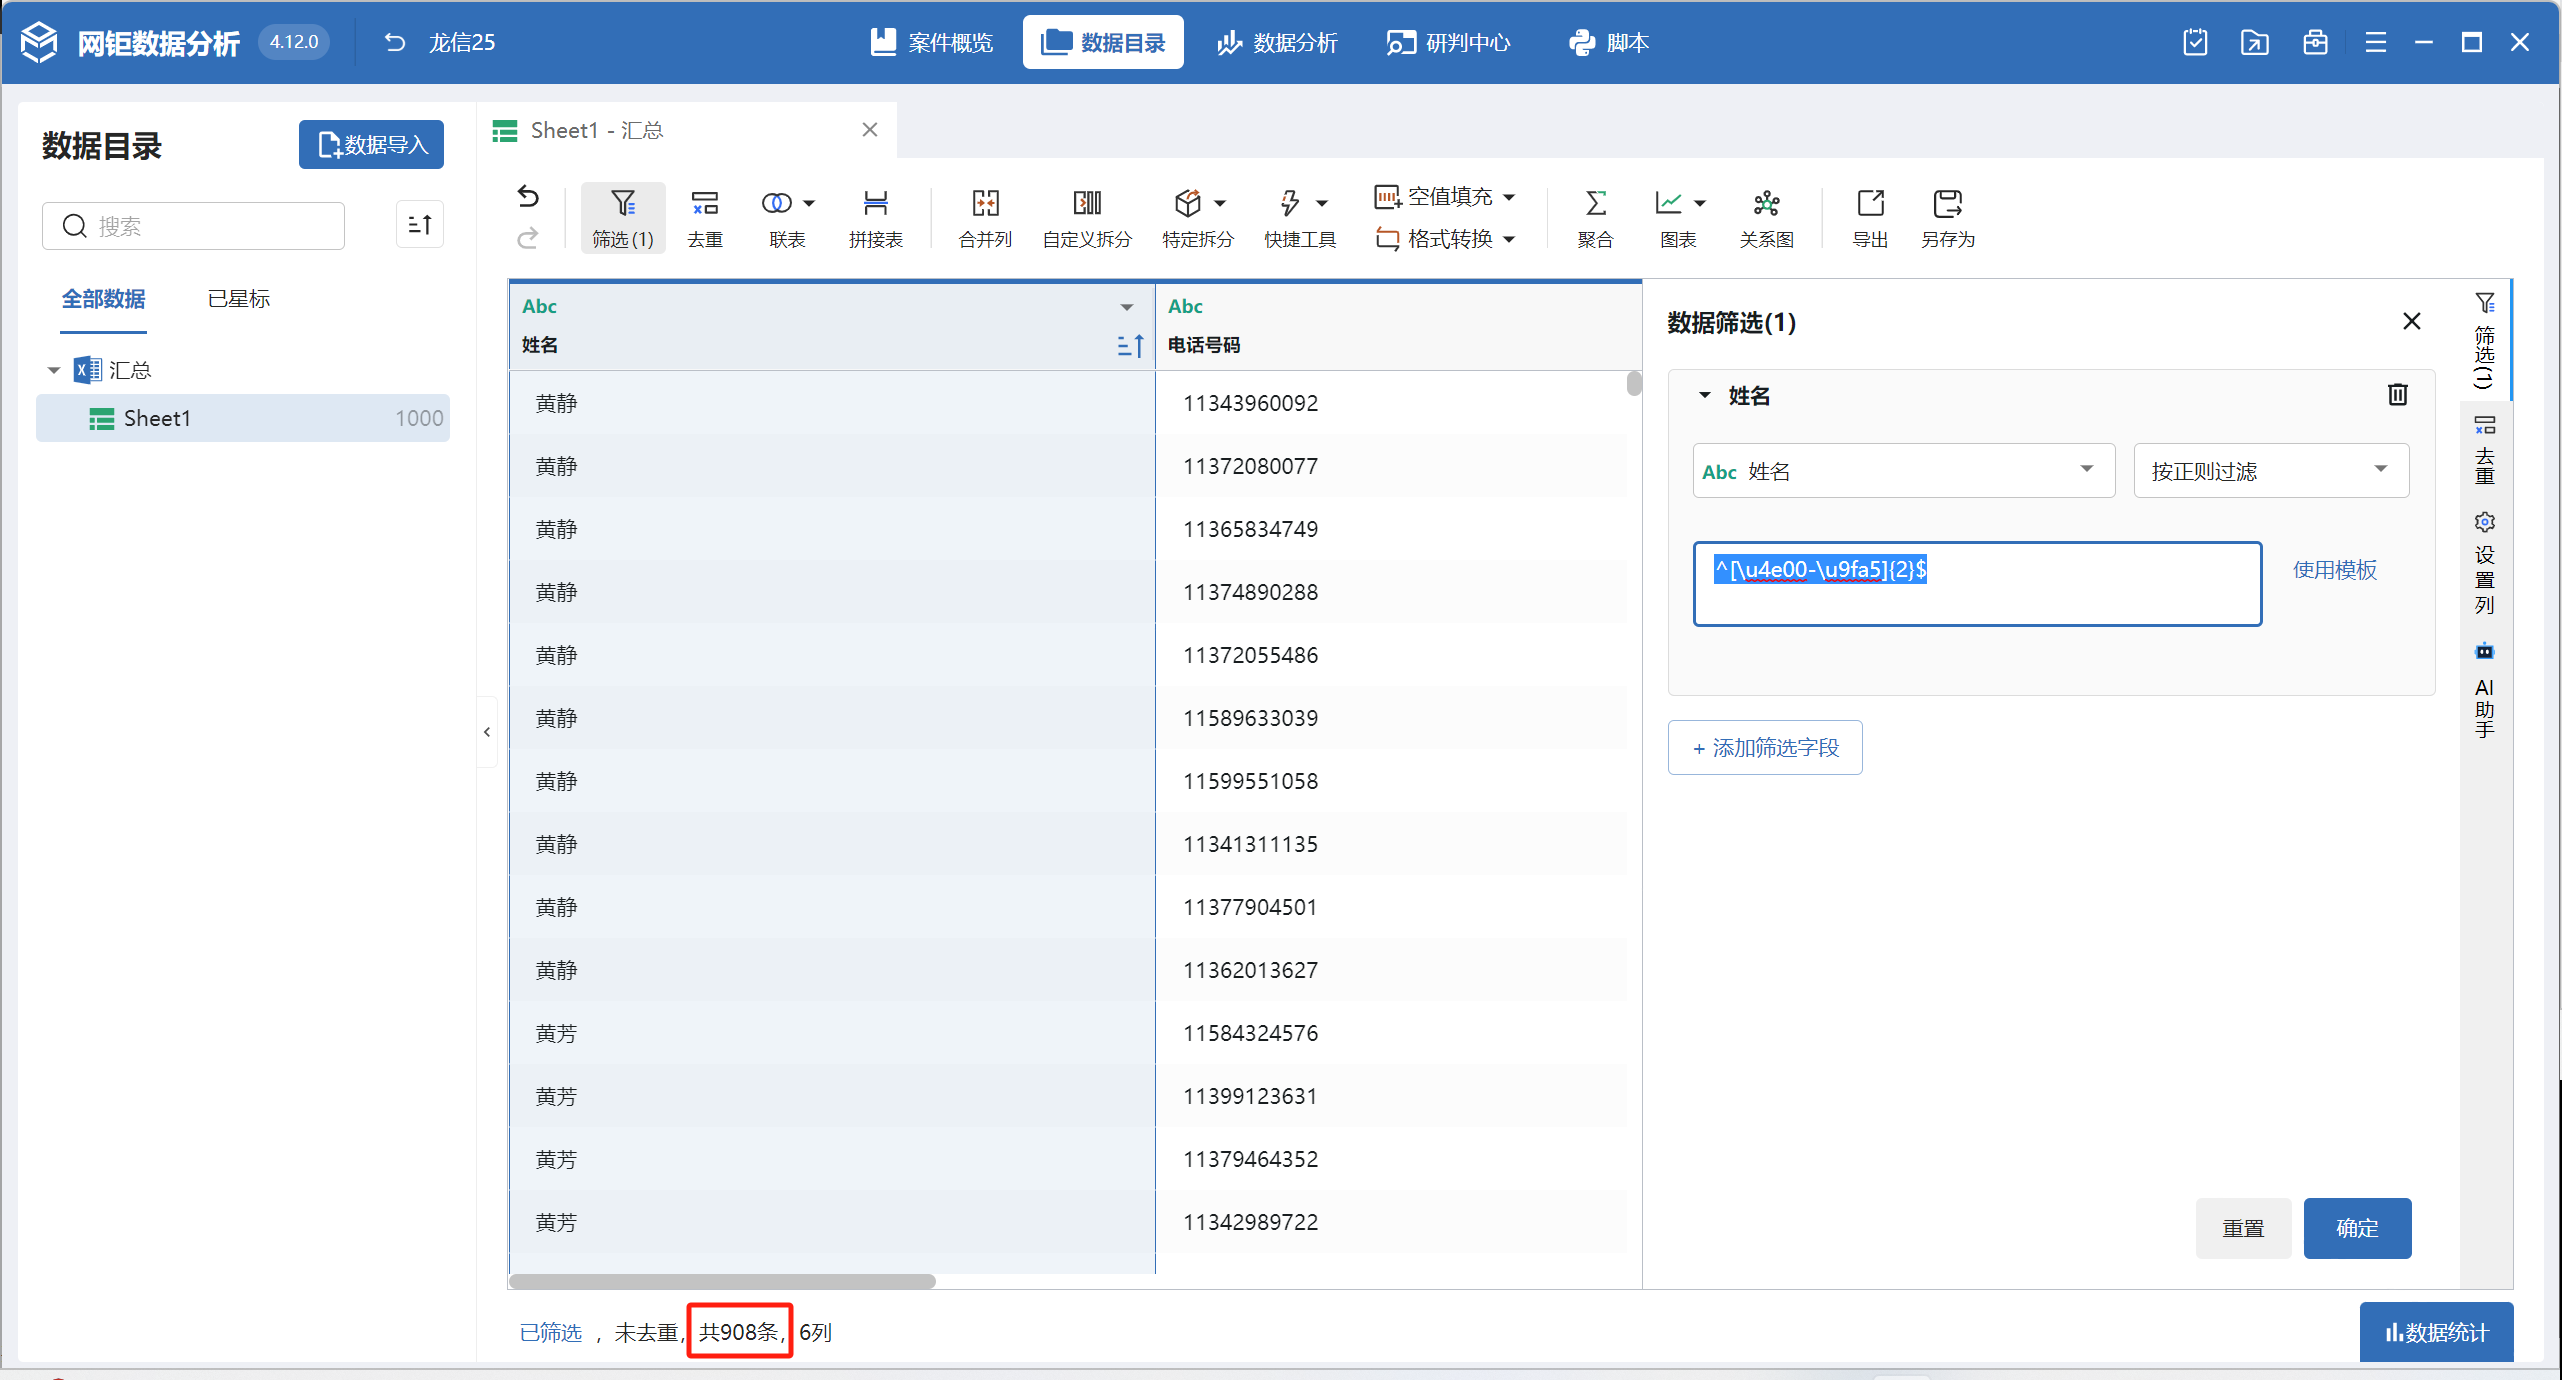 网钜数据分析 4.12.0 龙信25 案件概览 数据目录 数据分析 研判中心 脚本
数据目录 数据导入
搜索
全部数据 已星标
汇总
Sheet1 1000
Sheet1 - 汇总
筛选(1) 去重 联表 拼接表 合并列 自定义拆分 特定拆分 快捷工具 空值填充 格式转换 聚合 图表 关系图 导出 另存为
Abc Abc
姓名 电话号码
黄静 11343960092
黄静 11372080077
黄静 11365834749
黄静 11374890288
黄静 11372055486
黄静 11589633039
黄静 11599551058
黄静 11341311135
黄静 11377904501
黄静 11362013627
黄芳 11584324576
黄芳 11399123631
黄芳 11379464352
黄芳 11342989722
已筛选 ，未去重, 共908条, 6列
数据筛选(1)
姓名
Abc 姓名 按正则过滤
^[\u4e00-\u9fa5]{2}$ 使用模板
+ 添加筛选字段
重置 确定
筛选(1)
去重
设置列
AI助手
数据统计